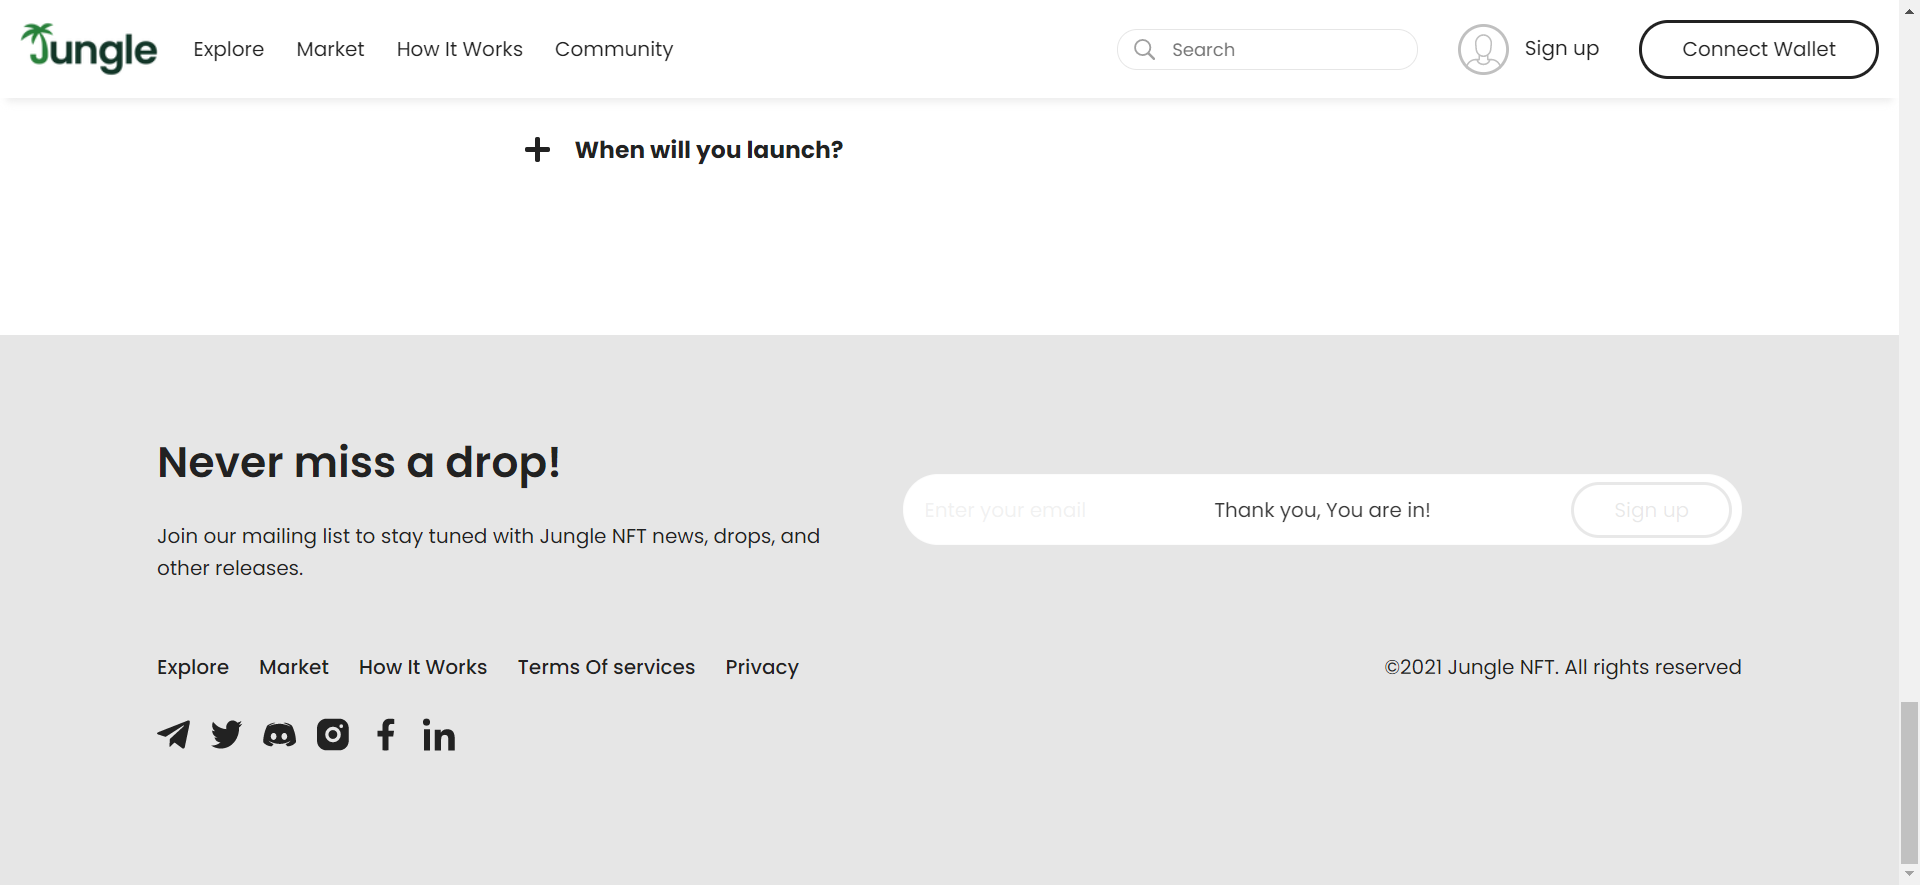 Jungle
Explore Market How It Works Community
Search
Sign up
Connect Wallet
When will you launch?
Never miss a drop!
Join our mailing list to stay tuned with Jungle NFT news, drops, and
other releases.
Enter your email
Thank you, You are in!
Sign up
Explore Market How It Works Terms Of services Privacy
©2021 Jungle NFT. All rights reserved
in